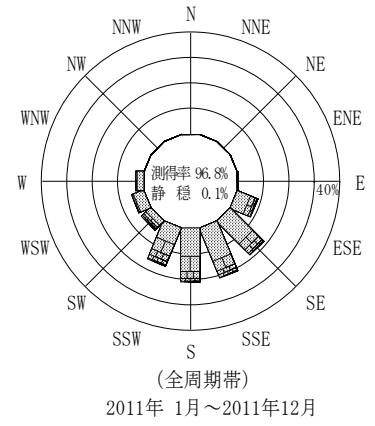 N
NNW NNE
NW NE
WNW ENE
測得率 96.8%
静 穏 0.1%
W 40% E
WSW ESE
SW SE
SSW SSE
S
(全周期帯)
2011年 1月～2011年12月